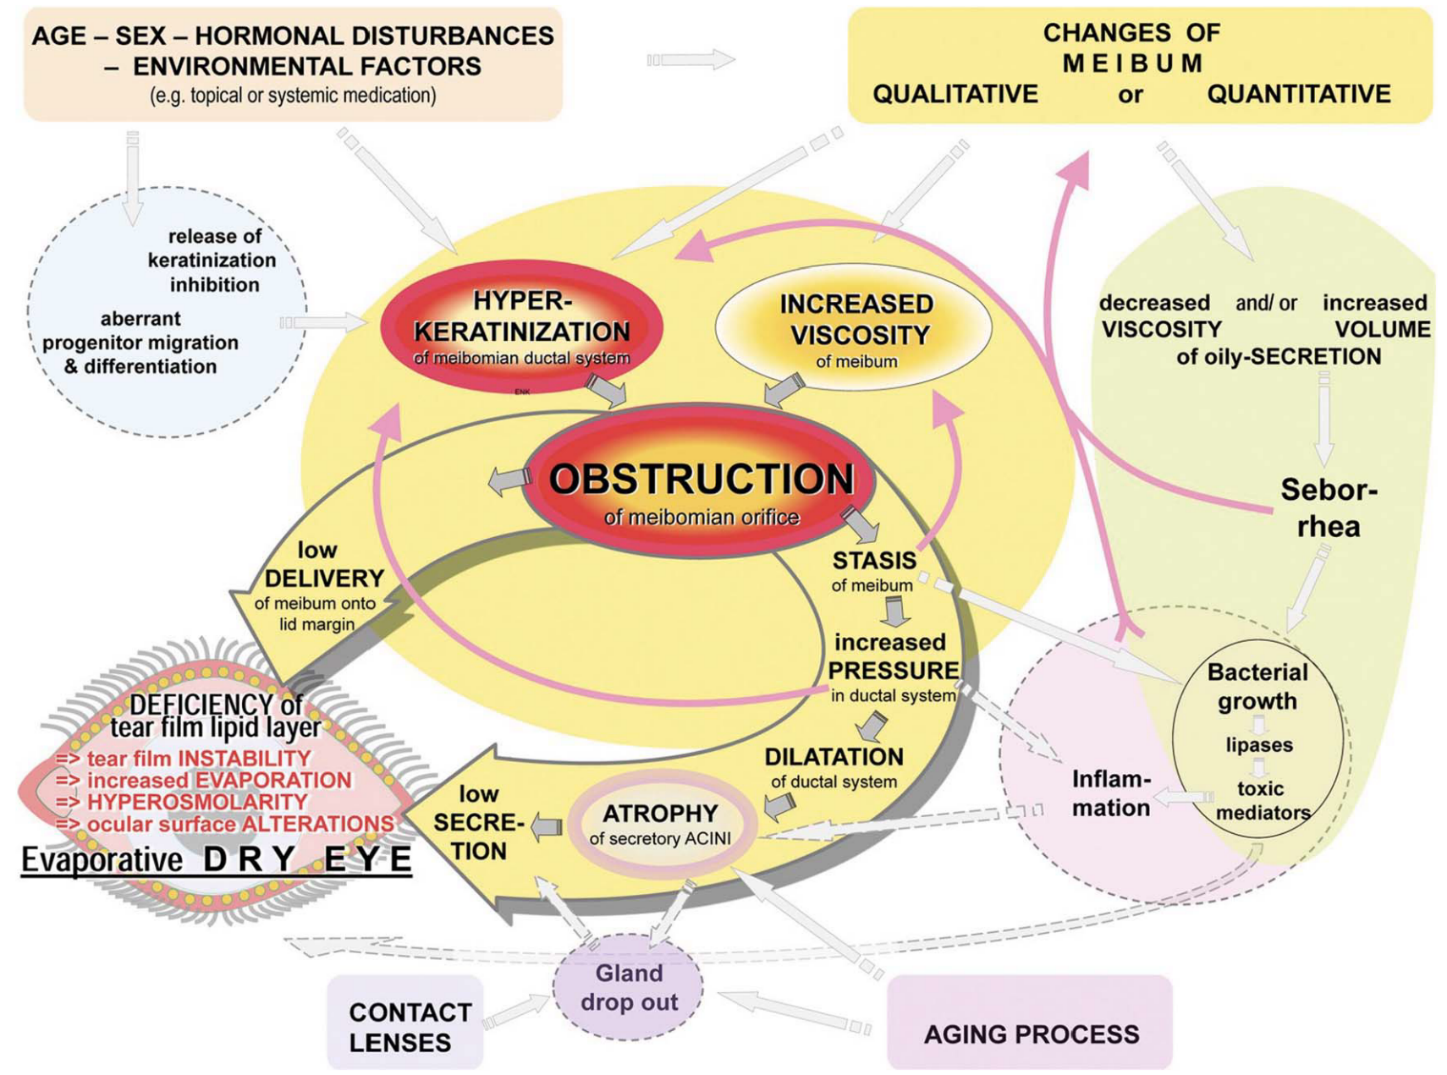 AGE – SEX – HORMONAL DISTURBANCES
– ENVIRONMENTAL FACTORS
(e.g. topical or systemic medication)
CHANGES OF
MEIBUM
QUALITATIVE or QUANTITATIVE
release of
keratinization
inhibition
aberrant
progenitor migration
& differentiation
HYPER-
KERATINIZATION
of meibomian ductal system
ENK
INCREASED
VISCOSITY
of meibum
decreased and/ or increased
VISCOSITY VOLUME
of oily-SECRETION
OBSTRUCTION
of meibomian orifice
Sebor-
rhea
low
DELIVERY
of meibum onto
lid margin
STASIS
of meibum
increased
PRESSURE
in ductal system
DILATATION
of ductal system
ATROPHY
of secretory ACINI
low
SECRE-
TION
Bacterial
growth
lipases
toxic
mediators
Inflam-
mation
DEFICIENCY of
tear film lipid layer
=> tear film INSTABILITY
=> increased EVAPORATION
=> HYPEROSMOLARITY
=> ocular surface ALTERATIONS
Evaporative DRY EYE
Gland
drop out
CONTACT
LENSES
AGING PROCESS